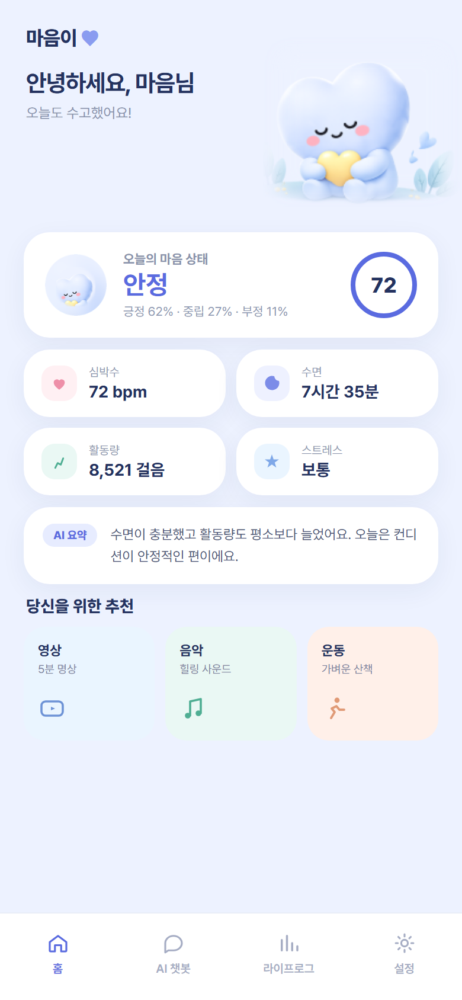 마음이
안녕하세요, 마음님
오늘도 수고했어요!
오늘의 마음 상태
안정
긍정 62% · 중립 27% · 부정 11%
72
심박수
72 bpm
수면
7시간 35분
활동량
8,521 걸음
스트레스
보통
AI 요약
수면이 충분했고 활동량도 평소보다 늘었어요. 오늘은 컨디
션이 안정적인 편이에요.
당신을 위한 추천
영상
5분 명상
음악
힐링 사운드
운동
가벼운 산책
홈
AI 챗봇
라이프로그
설정